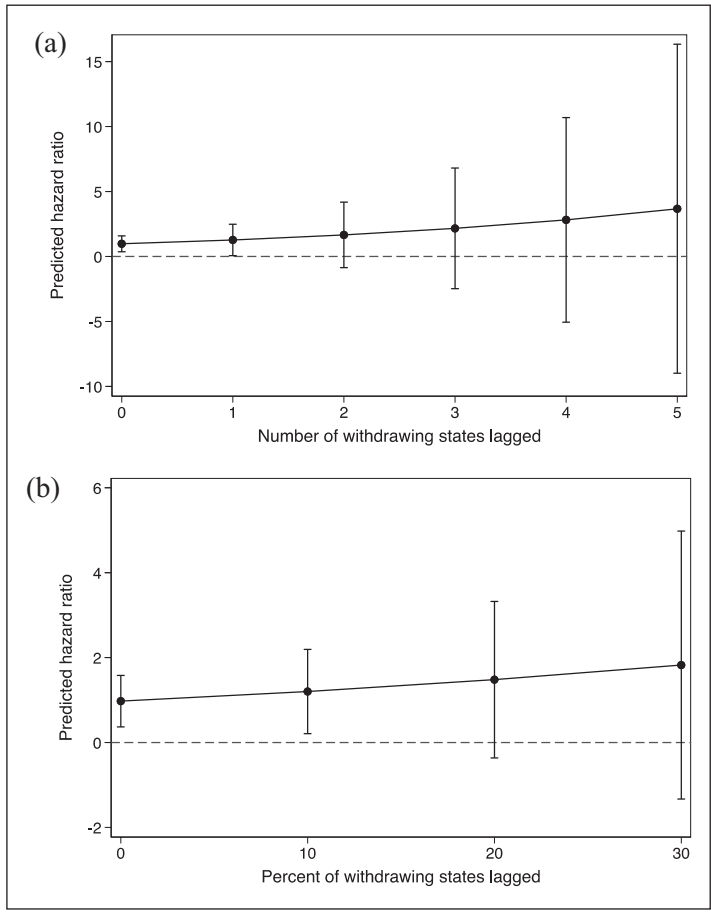 (a)
15
10
5
0
-5
-10
Predicted hazard ratio
0 1 2 3 4 5
Number of withdrawing states lagged
(b)
6
4
2
0
-2
Predicted hazard ratio
0 10 20 30
Percent of withdrawing states lagged